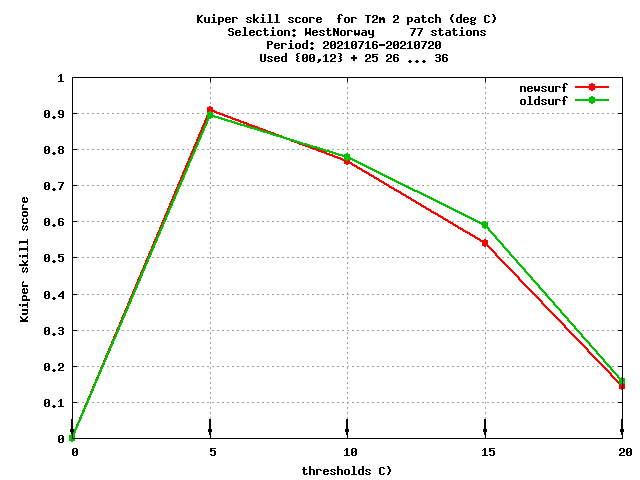 Kuiper skill score  for T2m 2 patch (deg C)
Selection: WestNorway     77 stations
Period: 20210716-20210720
Used {00,12} + 25 26 ... 36
newsurf
oldsurf
1
0.9
0.8
0.7
0.6
0.5
0.4
0.3
0.2
0.1
0
Kuiper skill score
0 5 10 15 20
thresholds C)